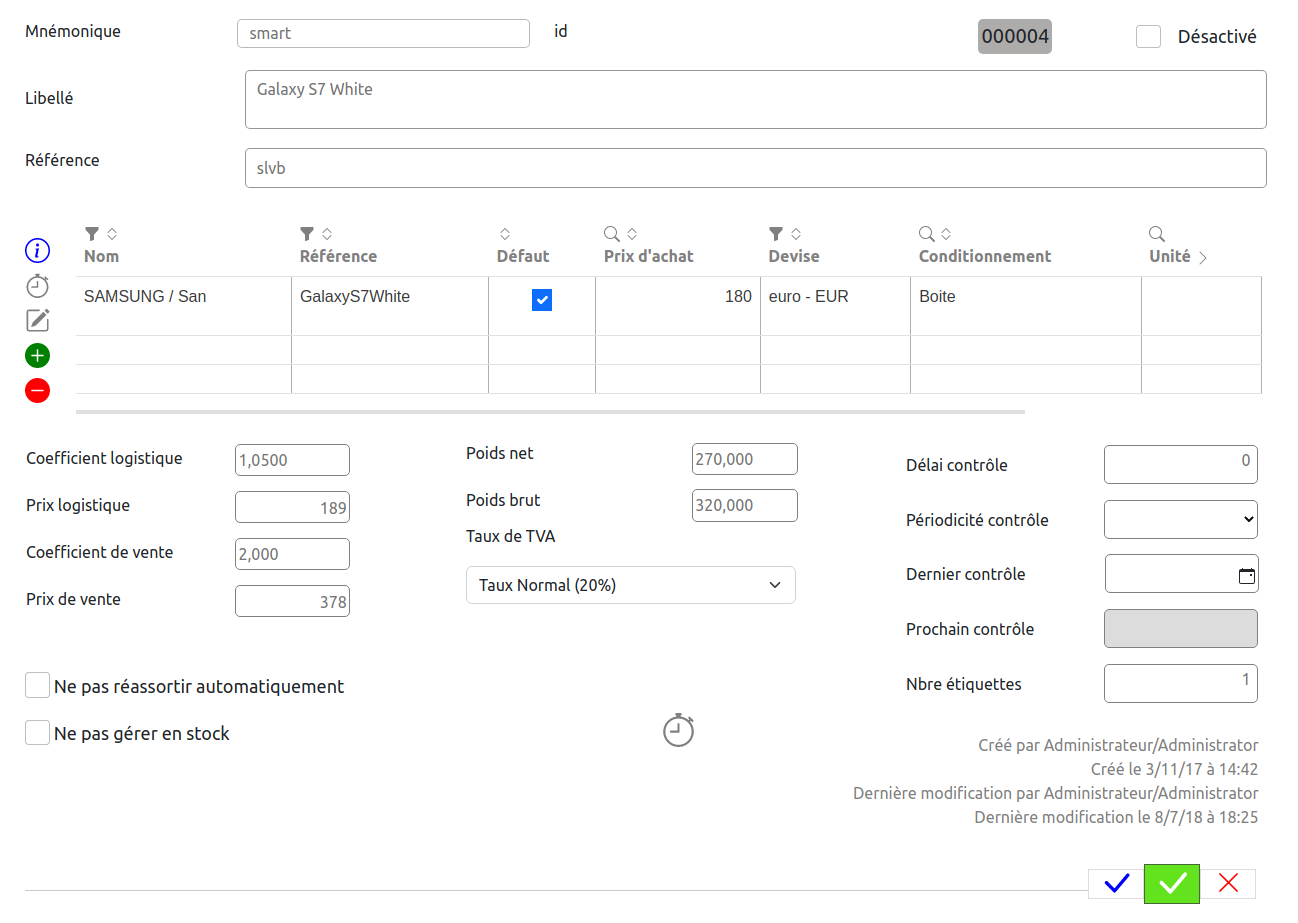 Mnémonique smart id 000004 Désactivé
Libellé Galaxy S7 White
Référence slvb
Nom Référence Défaut Prix d'achat Devise Conditionnement Unité
SAMSUNG / San GalaxyS7White 180 euro - EUR Boite
Coefficient logistique 1,0500
Prix logistique 189
Coefficient de vente 2,000
Prix de vente 378
Poids net 270,000
Poids brut 320,000
Taux de TVA
Taux Normal (20%)
Délai contrôle 0
Périodicité contrôle
Dernier contrôle
Prochain contrôle
Nbre étiquettes 1
Ne pas réassortir automatiquement
Ne pas gérer en stock
Créé par Administrateur/Administrator
Créé le 3/11/17 à 14:42
Dernière modification par Administrateur/Administrator
Dernière modification le 8/7/18 à 18:25